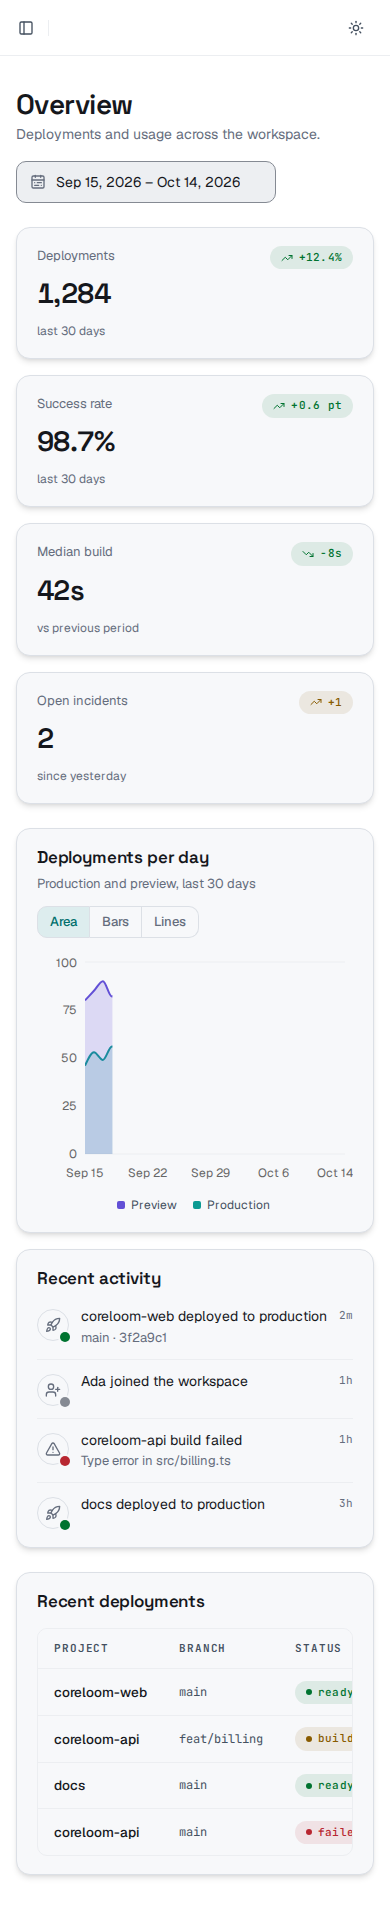 Overview
Deployments and usage across the workspace.
Sep 15, 2026 – Oct 14, 2026
Deployments
+12.4%
1,284
last 30 days
Success rate
+0.6 pt
98.7%
last 30 days
Median build
-8s
42s
vs previous period
Open incidents
+1
2
since yesterday
Deployments per day
Production and preview, last 30 days
Area Bars Lines
100
75
50
25
0
Sep 15 Sep 22 Sep 29 Oct 6 Oct 14
Preview Production
Recent activity
coreloom-web deployed to production 2m
main · 3f2a9c1
Ada joined the workspace 1h
coreloom-api build failed 1h
Type error in src/billing.ts
docs deployed to production 3h
Recent deployments
PROJECT BRANCH STATUS
coreloom-web main ready
coreloom-api feat/billing build
docs main ready
coreloom-api main faile